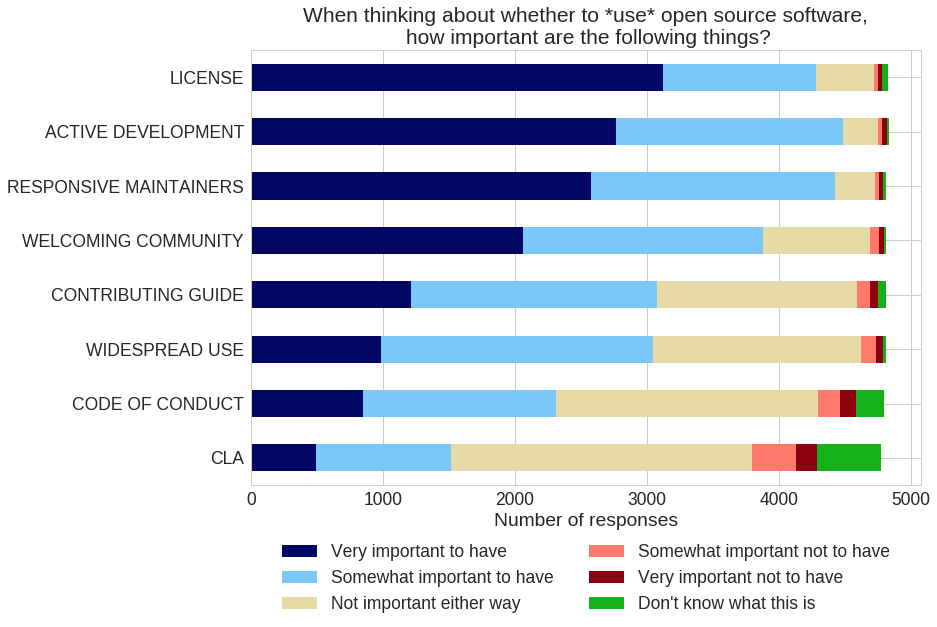 When thinking about whether to *use* open source software,
how important are the following things?
LICENSE
ACTIVE DEVELOPMENT
RESPONSIVE MAINTAINERS
WELCOMING COMMUNITY
CONTRIBUTING GUIDE
WIDESPREAD USE
CODE OF CONDUCT
CLA
0 1000 2000 3000 4000 5000
Number of responses
Very important to have
Somewhat important to have
Not important either way
Somewhat important not to have
Very important not to have
Don't know what this is